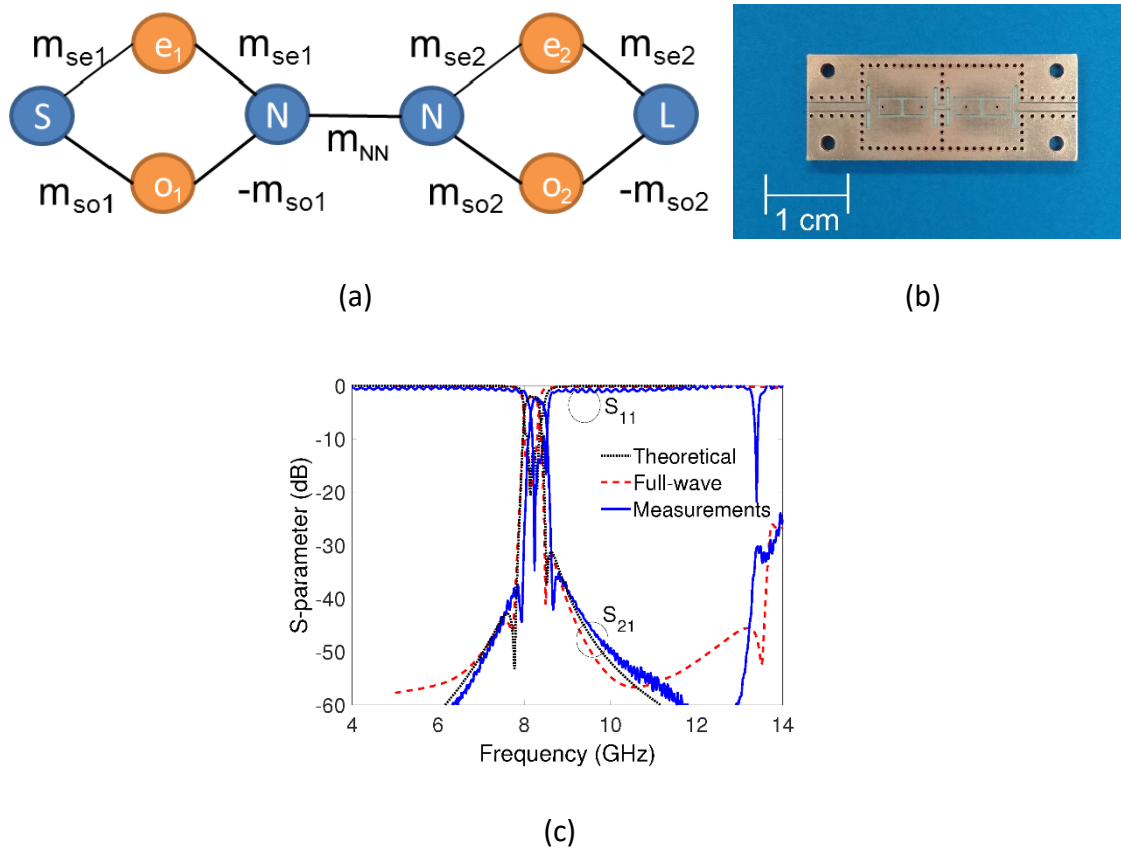 m_se1 e_1 m_se1 m_se2 e_2 m_se2
S N m_NN N L
m_so1 o_1 -m_so1 m_so2 o_2 -m_so2
1 cm
(a)
(b)
0
-10
-20
-30
-40
-50
-60
S-parameter (dB)
S_11
Theoretical
Full-wave
Measurements
S_21
4 6 8 10 12 14
Frequency (GHz)
(c)